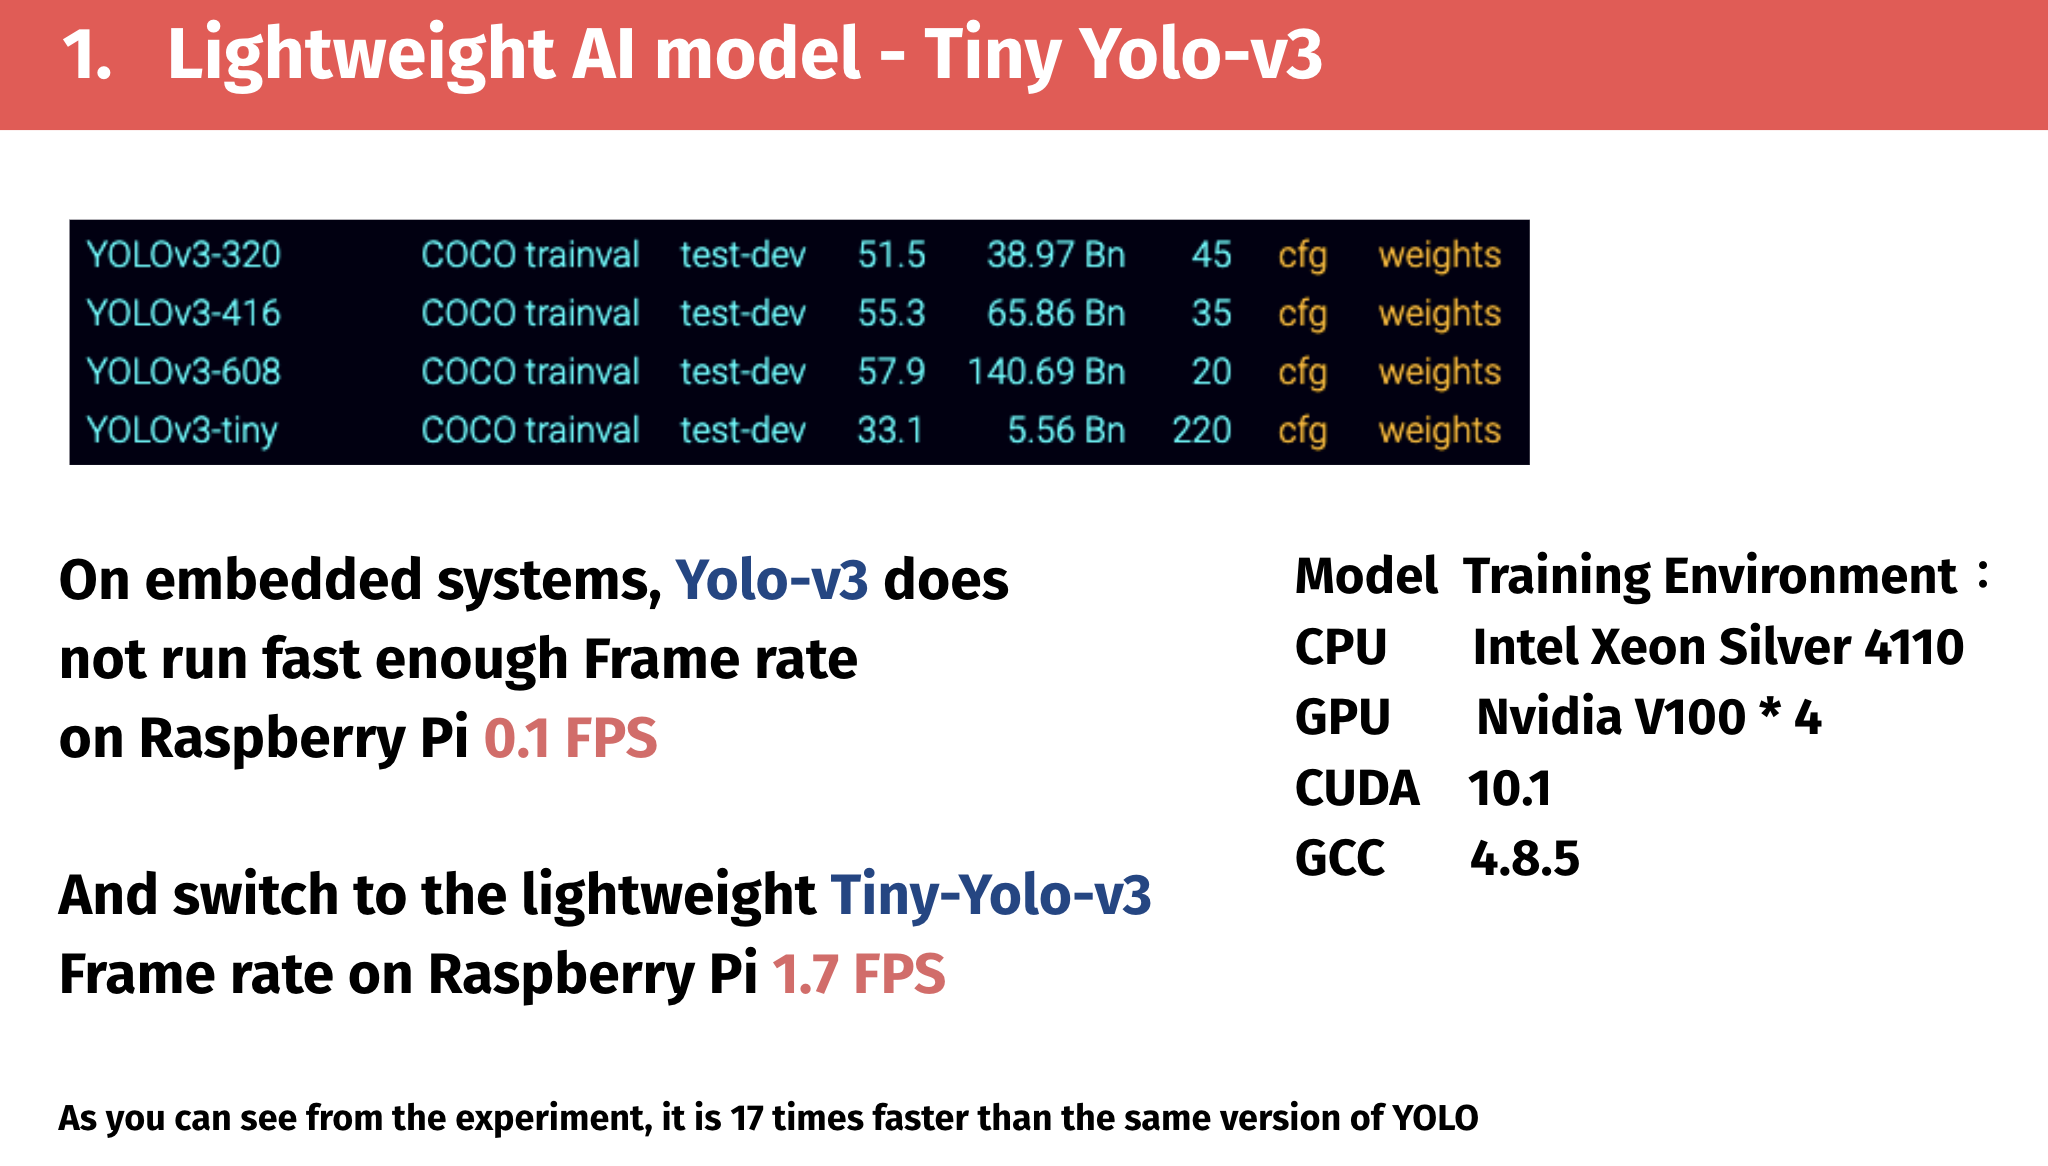 1. Lightweight AI model - Tiny Yolo-v3
YOLOv3-320 COCO trainval test-dev 51.5 38.97 Bn 45 cfg weights
YOLOv3-416 COCO trainval test-dev 55.3 65.86 Bn 35 cfg weights
YOLOv3-608 COCO trainval test-dev 57.9 140.69 Bn 20 cfg weights
YOLOv3-tiny COCO trainval test-dev 33.1 5.56 Bn 220 cfg weights
On embedded systems, Yolo-v3 does
not run fast enough Frame rate
on Raspberry Pi 0.1 FPS
And switch to the lightweight Tiny-Yolo-v3
Frame rate on Raspberry Pi 1.7 FPS
Model Training Environment：
CPU Intel Xeon Silver 4110
GPU Nvidia V100 * 4
CUDA 10.1
GCC 4.8.5
As you can see from the experiment, it is 17 times faster than the same version of YOLO